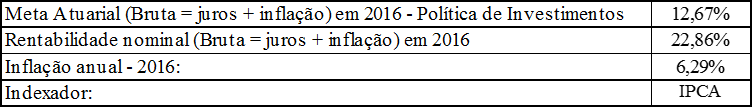 Meta Atuarial (Bruta = juros + inflação) em 2016 - Política de Investimentos 12,67%
Rentabilidade nominal (Bruta = juros + inflação) em 2016 22,86%
Inflação anual - 2016: 6,29%
Indexador: IPCA